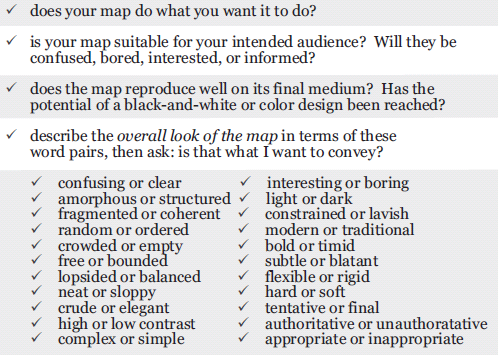 ✓ does your map do what you want it to do?
✓ is your map suitable for your intended audience? Will they be
confused, bored, interested, or informed?
✓ does the map reproduce well on its final medium? Has the
potential of a black-and-white or color design been reached?
✓ describe the overall look of the map in terms of these
word pairs, then ask: is that what I want to convey?
✓ confusing or clear
✓ amorphous or structured
✓ fragmented or coherent
✓ random or ordered
✓ crowded or empty
✓ free or bounded
✓ lopsided or balanced
✓ neat or sloppy
✓ crude or elegant
✓ high or low contrast
✓ complex or simple
✓ interesting or boring
✓ light or dark
✓ constrained or lavish
✓ modern or traditional
✓ bold or timid
✓ subtle or blatant
✓ flexible or rigid
✓ hard or soft
✓ tentative or final
✓ authoritative or unauthoratative
✓ appropriate or inappropriate